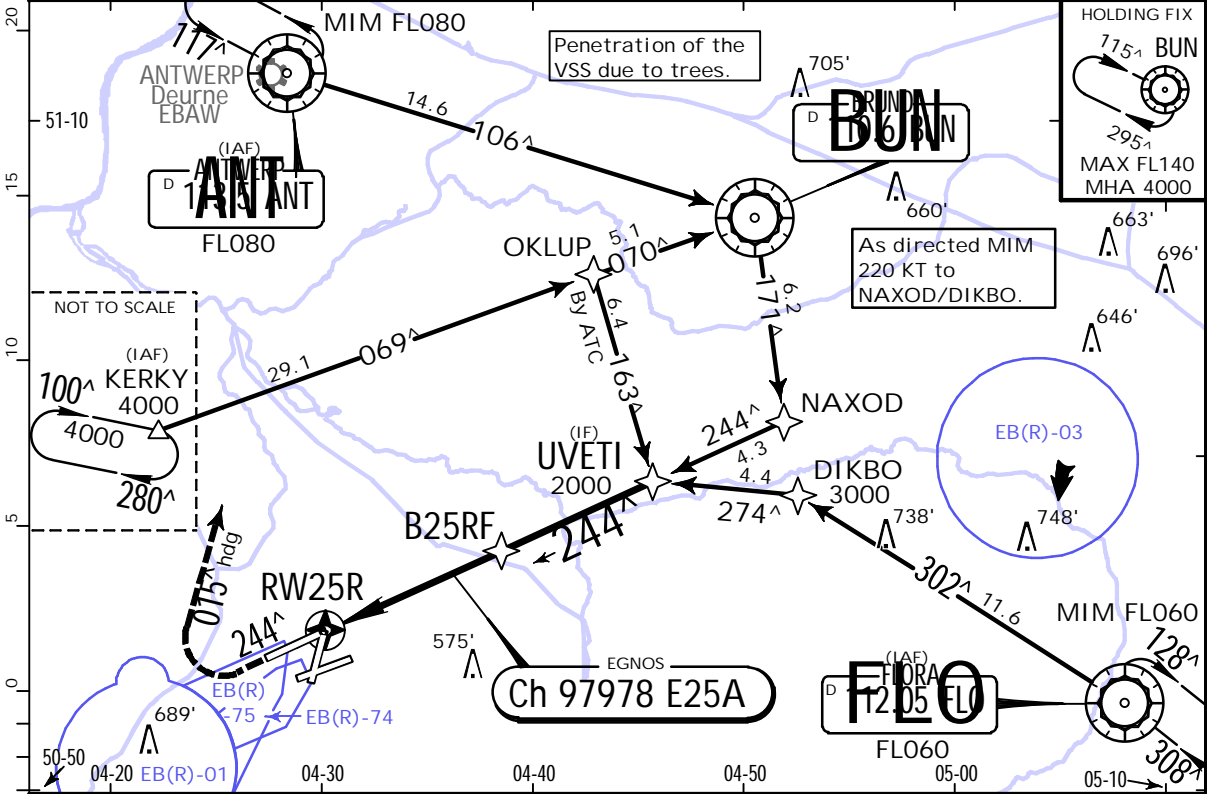 20
15
10
5
0
51-10
50-50
04-20
04-30
04-40
04-50
05-00
05-10
117^
MIM FL080
ANTWERP
Deurne
EBAW
(IAF)
ANTWERP
D
ANT
FL080
14.6
106^
Penetration of the
VSS due to trees.
705'
D
BUN
660'
HOLDING FIX
115^
BUN
295^
MAX FL140
MHA 4000
663'
696'
646'
As directed MIM
220 KT to
NAXOD/DIKBO.
OKLUP
5.1
070^
6.4
By ATC
163^
6.2
177^
NOT TO SCALE
(IAF)
KERKY
4000
100^
4000
280^
29.1
069^
NAXOD
244^
4.3
(IF)
UVETI
2000
4.4
274^
DIKBO
3000
EB(R)-03
738'
748'
B25RF
244^
302^
11.6
RW25R
015^ hdg
244^
575'
EGNOS
Ch 97978 E25A
EB(R)
-75
EB(R)-74
689'
EB(R)-01
MIM FL060
128^
308^
(IAF)
FLORA
D
112.05 FLO
FLO
FL060